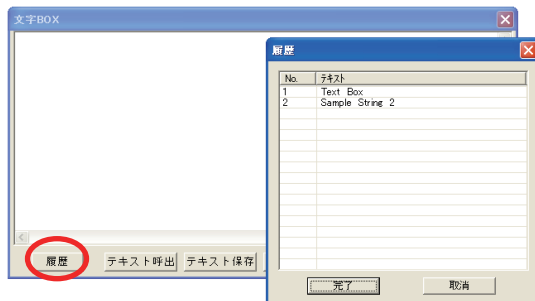 文字BOX
履歴
No. テキスト
1 Text Box
2 Sample String 2
履歴 テキスト呼出 テキスト保存
完了 取消